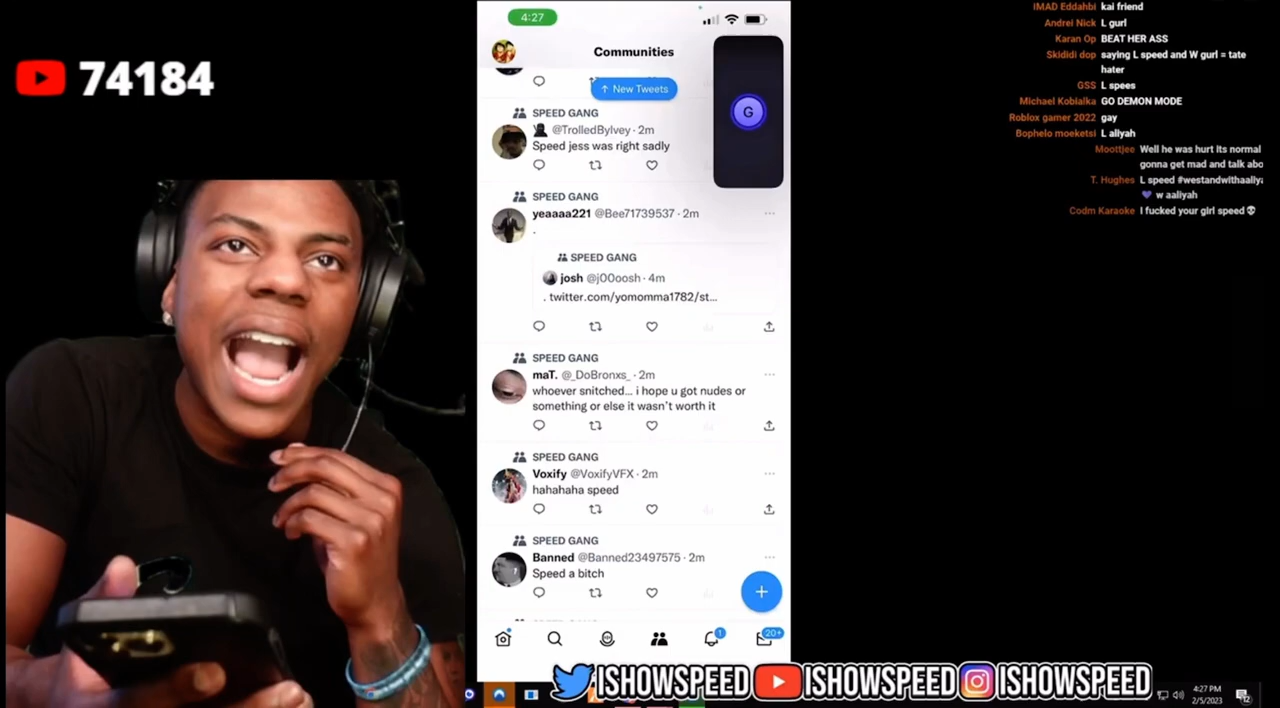 74184
4:27
Communities
↑ New Tweets
SPEED GANG
@TrolledBylvey · 2m
Speed jess was right sadly
SPEED GANG
yeaaaa221 @Bee71739537 · 2m
.
SPEED GANG
josh @j0Oosh · 4m
. twitter.com/yomomma1782/st...
SPEED GANG
maT. @_DoBronxs_ · 2m
whoever snitched... i hope u got nudes or
something or else it wasn't worth it
SPEED GANG
Voxify @VoxifyVFX · 2m
hahahaha speed
SPEED GANG
Banned @Banned23497575 · 2m
Speed a bitch
G
+
1
20+
IMAD Eddahbi kai friend
Andrei Nick L gurl
Karan Op BEAT HER ASS
Skididi dop saying L speed and W gurl = tate
hater
GSS L spees
Michael Kobialka GO DEMON MODE
Roblox gamer 2022 gay
Bophelo moeketsi L aliyah
Moottjee Well he was hurt its normal
gonna get mad and talk abo
T. Hughes L speed #westandwithaaliya
💜 w aaliyah
Codm Karaoke I fucked your girl speed 💀
ISHOWSPEED ISHOWSPEED ISHOWSPEED
4:27 PM
2/5/2023
12